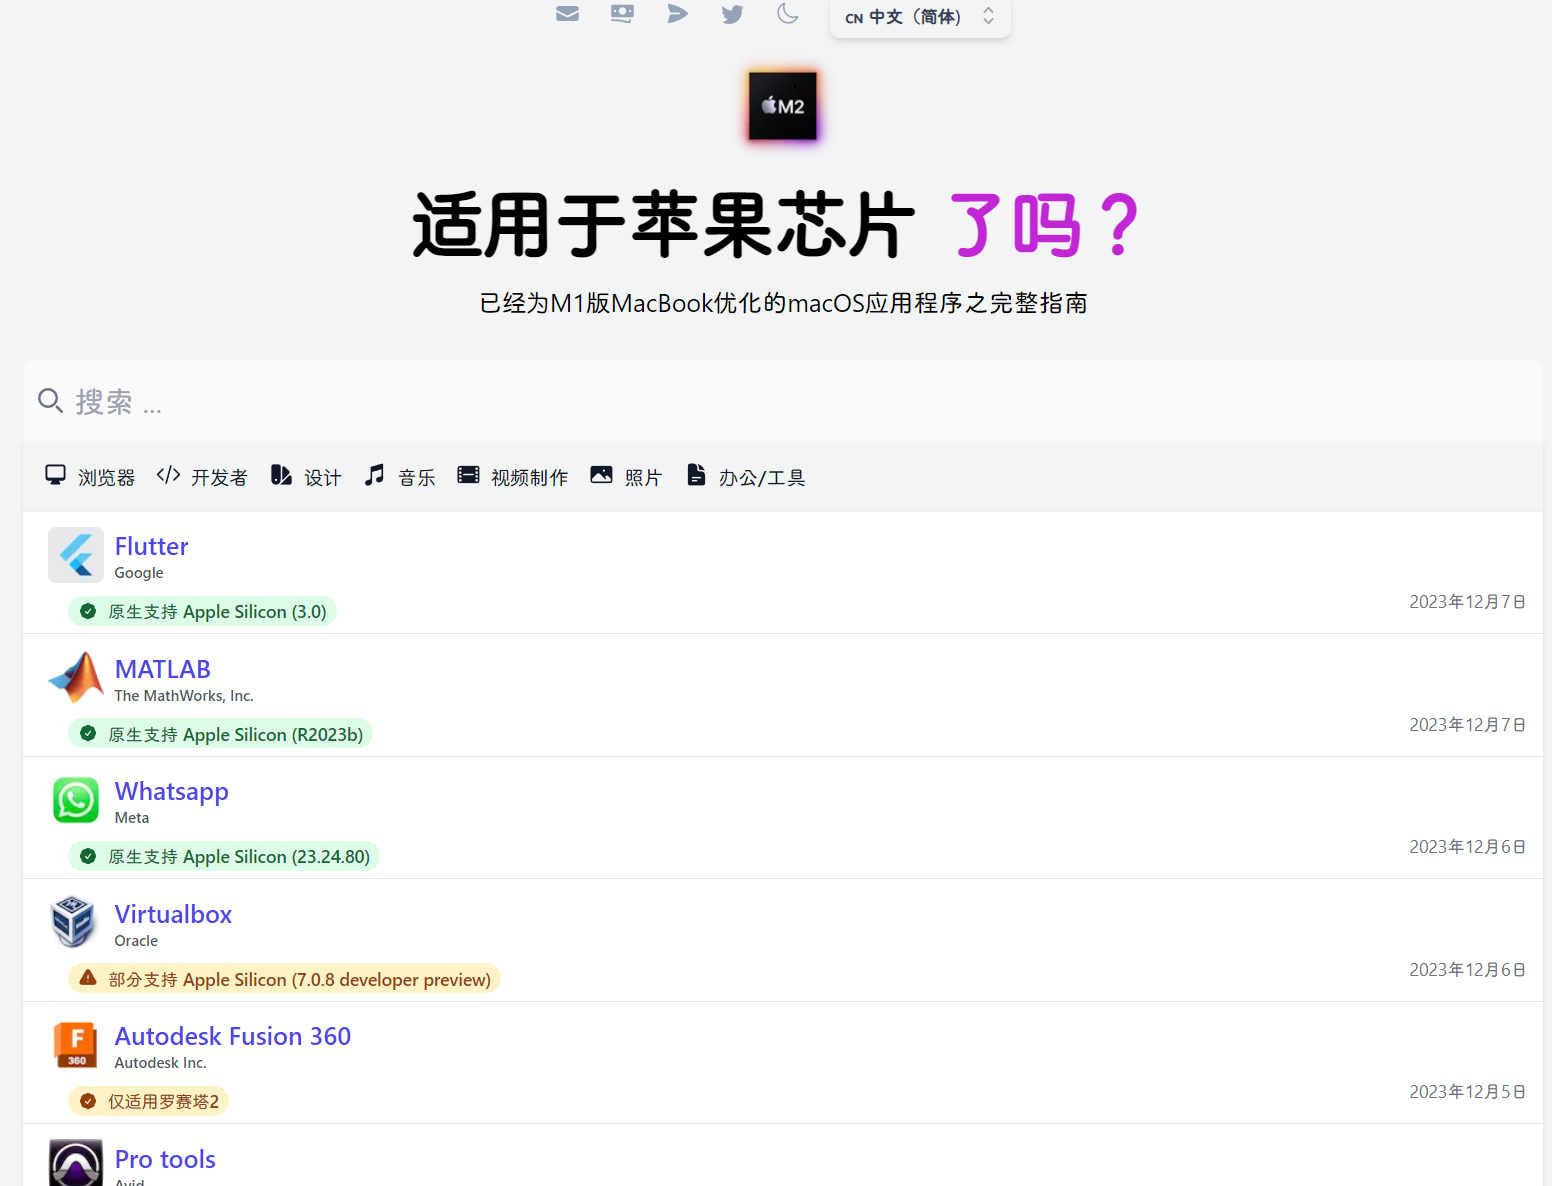 CN 中文（简体）
M2
适用于苹果芯片 了吗？
已经为M1版MacBook优化的macOS应用程序之完整指南
搜索 ...
浏览器 开发者 设计 音乐 视频制作 照片 办公/工具
Flutter
Google
原生支持 Apple Silicon (3.0)
2023年12月7日
MATLAB
The MathWorks, Inc.
原生支持 Apple Silicon (R2023b)
2023年12月7日
Whatsapp
Meta
原生支持 Apple Silicon (23.24.80)
2023年12月6日
Virtualbox
Oracle
部分支持 Apple Silicon (7.0.8 developer preview)
2023年12月6日
F
360
Autodesk Fusion 360
Autodesk Inc.
仅适用罗赛塔2
2023年12月5日
Pro tools
Avid